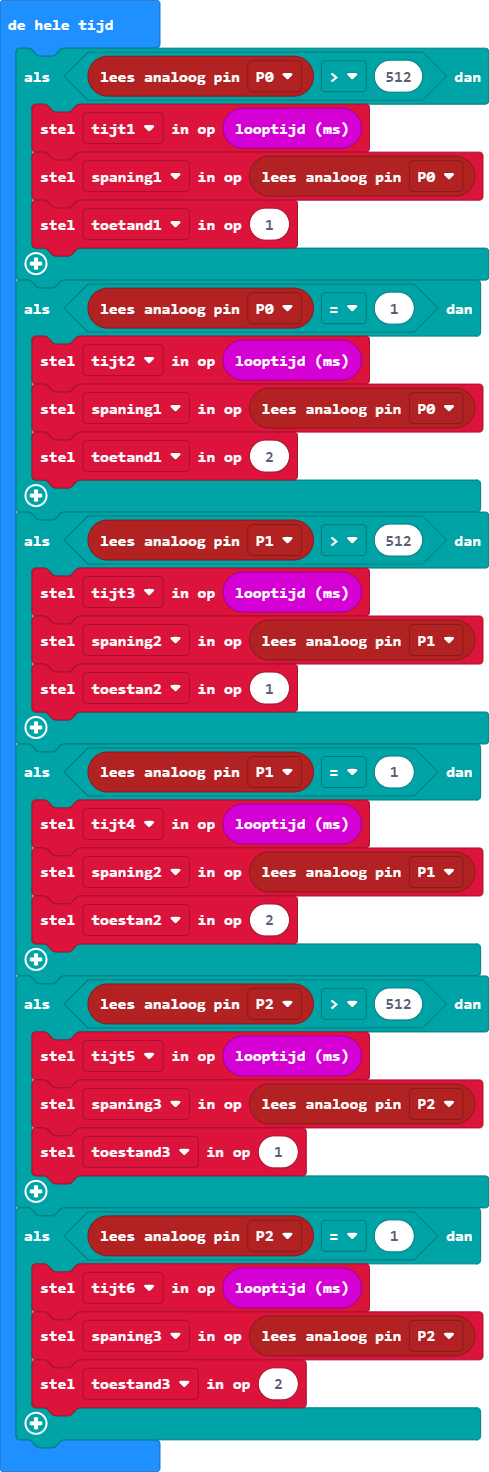 de hele tijd
als lees analoog pin P0 > 512 dan
stel tijt1 in op looptijd (ms)
stel spaning1 in op lees analoog pin P0
stel toetand1 in op 1
als lees analoog pin P0 = 1 dan
stel tijt2 in op looptijd (ms)
stel spaning1 in op lees analoog pin P0
stel toetand1 in op 2
als lees analoog pin P1 > 512 dan
stel tijt3 in op looptijd (ms)
stel spaning2 in op lees analoog pin P1
stel toestan2 in op 1
als lees analoog pin P1 = 1 dan
stel tijt4 in op looptijd (ms)
stel spaning2 in op lees analoog pin P1
stel toestan2 in op 2
als lees analoog pin P2 > 512 dan
stel tijt5 in op looptijd (ms)
stel spaning3 in op lees analoog pin P2
stel toestand3 in op 1
als lees analoog pin P2 = 1 dan
stel tijt6 in op looptijd (ms)
stel spaning3 in op lees analoog pin P2
stel toestand3 in op 2